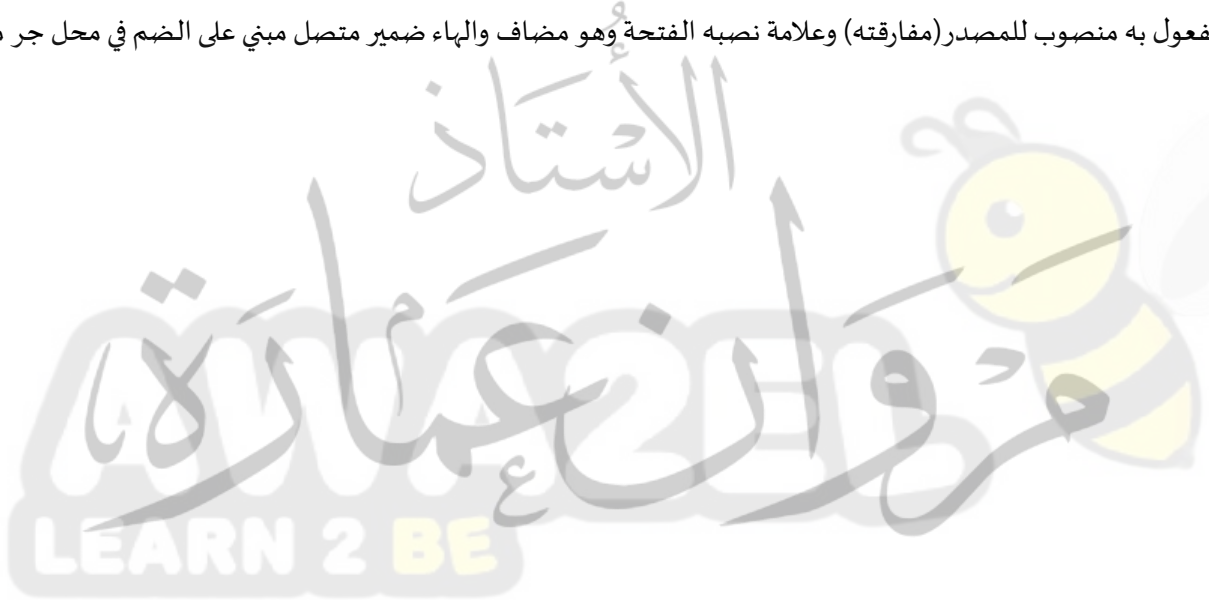 فعول به منصوب للمصدر (مفارقته) وعلامة نصبه الفتحة وهو مضاف والهاء ضمير متصل مبني على الضم في محل جر
الأستاذ
مروان عمارة
AWA2EL
LEARN 2 BE